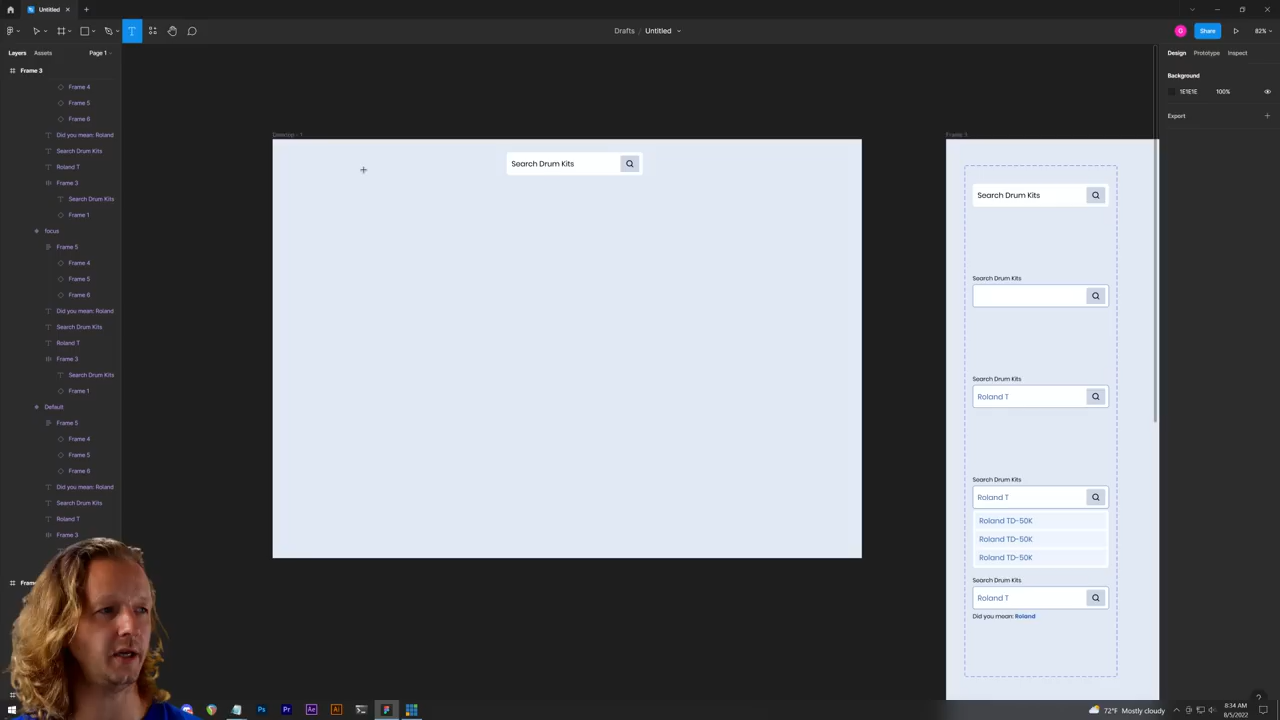 Untitled
Drafts / Untitled
G
Share
82%
Layers
Assets
Page 1
Design
Prototype
Inspect
Frame 3
Background
1E1E1E
100%
Export
Frame 4
Frame 5
Frame 6
Did you mean: Roland
Search Drum Kits
Roland T
Frame 3
Search Drum Kits
Frame 1
focus
Frame 5
Frame 4
Frame 5
Frame 6
Did you mean: Roland
Search Drum Kits
Roland T
Frame 3
Search Drum Kits
Frame 1
Default
Frame 5
Frame 4
Frame 5
Frame 6
Did you mean: Roland
Search Drum Kits
Roland T
Frame 3
Desktop - 1
Search Drum Kits
Search Drum Kits
Search Drum Kits
Search Drum Kits
Roland T
Search Drum Kits
Roland T
Roland TD-50K
Roland TD-50K
Roland TD-50K
Search Drum Kits
Roland T
Did you mean: Roland
72°F Mostly cloudy
8:34 AM
8/5/2022